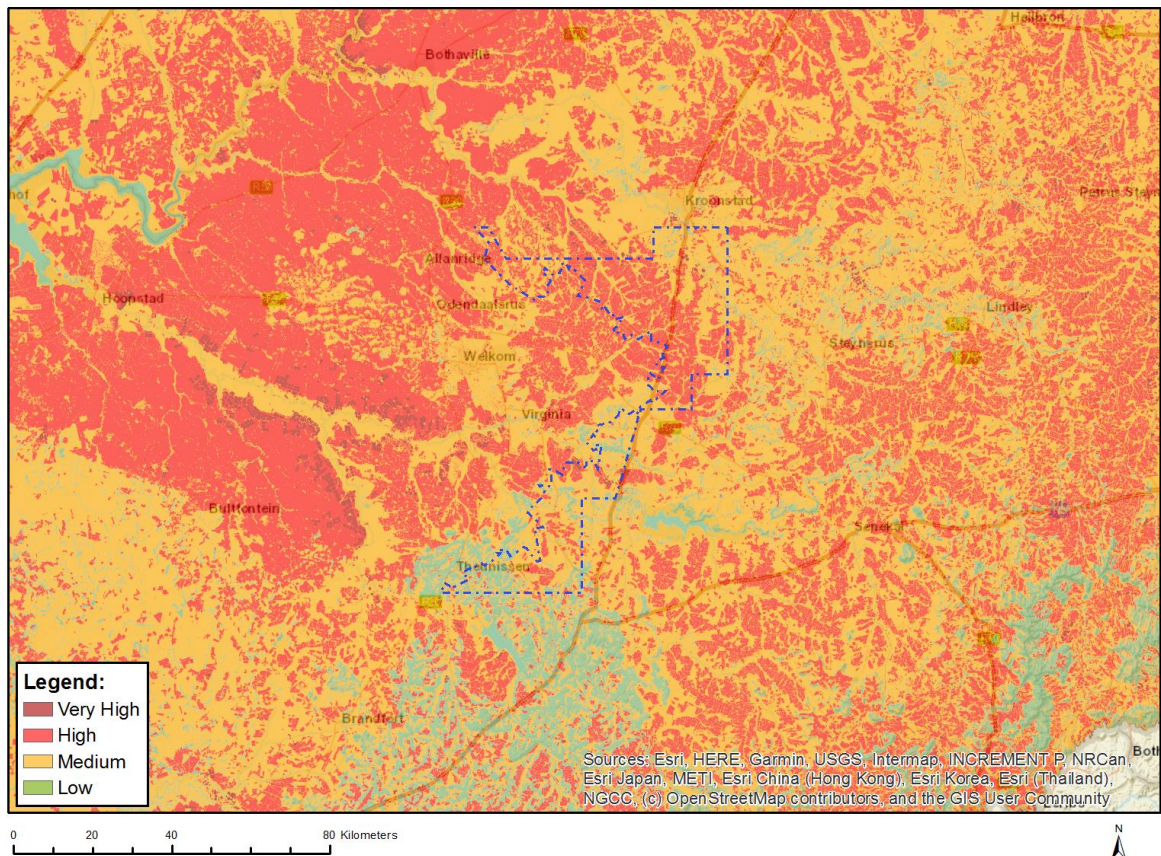 Heilbron
Bothaville
hof
Petrus Steyn
Kroonstad
Allanridge
Hoopstad
Odendaalsrus
Lindley
Steynsrus
Welkom
Virginia
Bultfontein
Senekal
Theunissen
Brandfort
Both
Legend:
Very High
High
Medium
Low
Sources: Esri, HERE, Garmin, USGS, Intermap, INCREMENT P, NRCan,
Esri Japan, METI, Esri China (Hong Kong), Esri Korea, Esri (Thailand),
NGCC, (c) OpenStreetMap contributors, and the GIS User Community
0 20 40 80 Kilometers
N